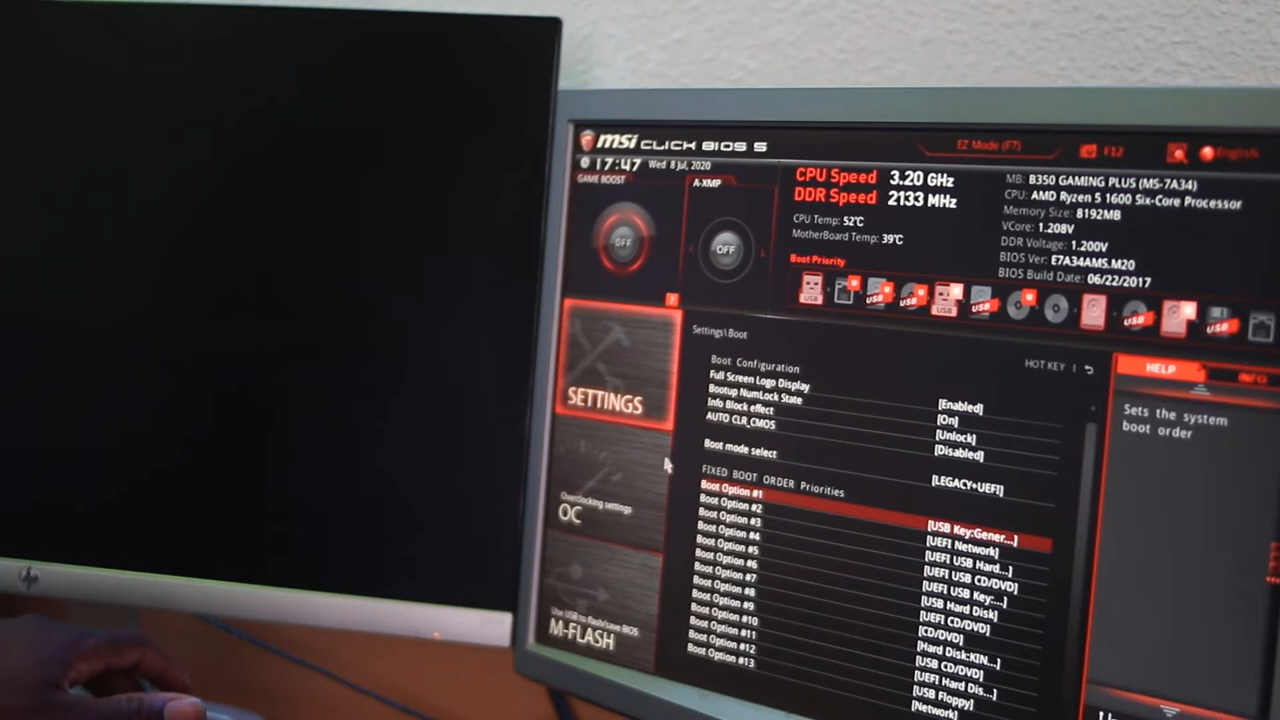 msi CLICK BIOS 5
EZ Mode (F7)
F12
English
17:47 Wed 8 Jul, 2020
GAME BOOST
OFF
A-XMP
OFF
CPU Speed 3.20 GHz
DDR Speed 2133 MHz
CPU Temp: 52℃
MotherBoard Temp: 39℃
MB: B350 GAMING PLUS (MS-7A34)
CPU: AMD Ryzen 5 1600 Six-Core Processor
Memory Size: 8192MB
VCore: 1.208V
DDR Voltage: 1.200V
BIOS Ver: E7A34AMS.M20
BIOS Build Date: 06/22/2017
Boot Priority
USB
USB
USB
USB
USB
USB
USB
SETTINGS
Overclocking settings
OC
Use USB to flash/save BIOS
M-FLASH
Settings\Boot
HOT KEY
Boot Configuration
Full Screen Logo Display [Enabled]
Bootup NumLock State [On]
Info Block effect [Unlock]
AUTO CLR_CMOS [Disabled]
Boot mode select [LEGACY+UEFI]
FIXED BOOT ORDER Priorities
Boot Option #1 [USB Key:Gener...]
Boot Option #2 [UEFI Network]
Boot Option #3 [UEFI USB Hard...]
Boot Option #4 [UEFI USB CD/DVD]
Boot Option #5 [UEFI USB Key:...]
Boot Option #6 [USB Hard Disk]
Boot Option #7 [UEFI CD/DVD]
Boot Option #8 [CD/DVD]
Boot Option #9 [Hard Disk:KIN...]
Boot Option #10 [USB CD/DVD]
Boot Option #11 [UEFI Hard Dis...]
Boot Option #12 [USB Floppy]
Boot Option #13 [Network]
HELP
INFO
Sets the system
boot order